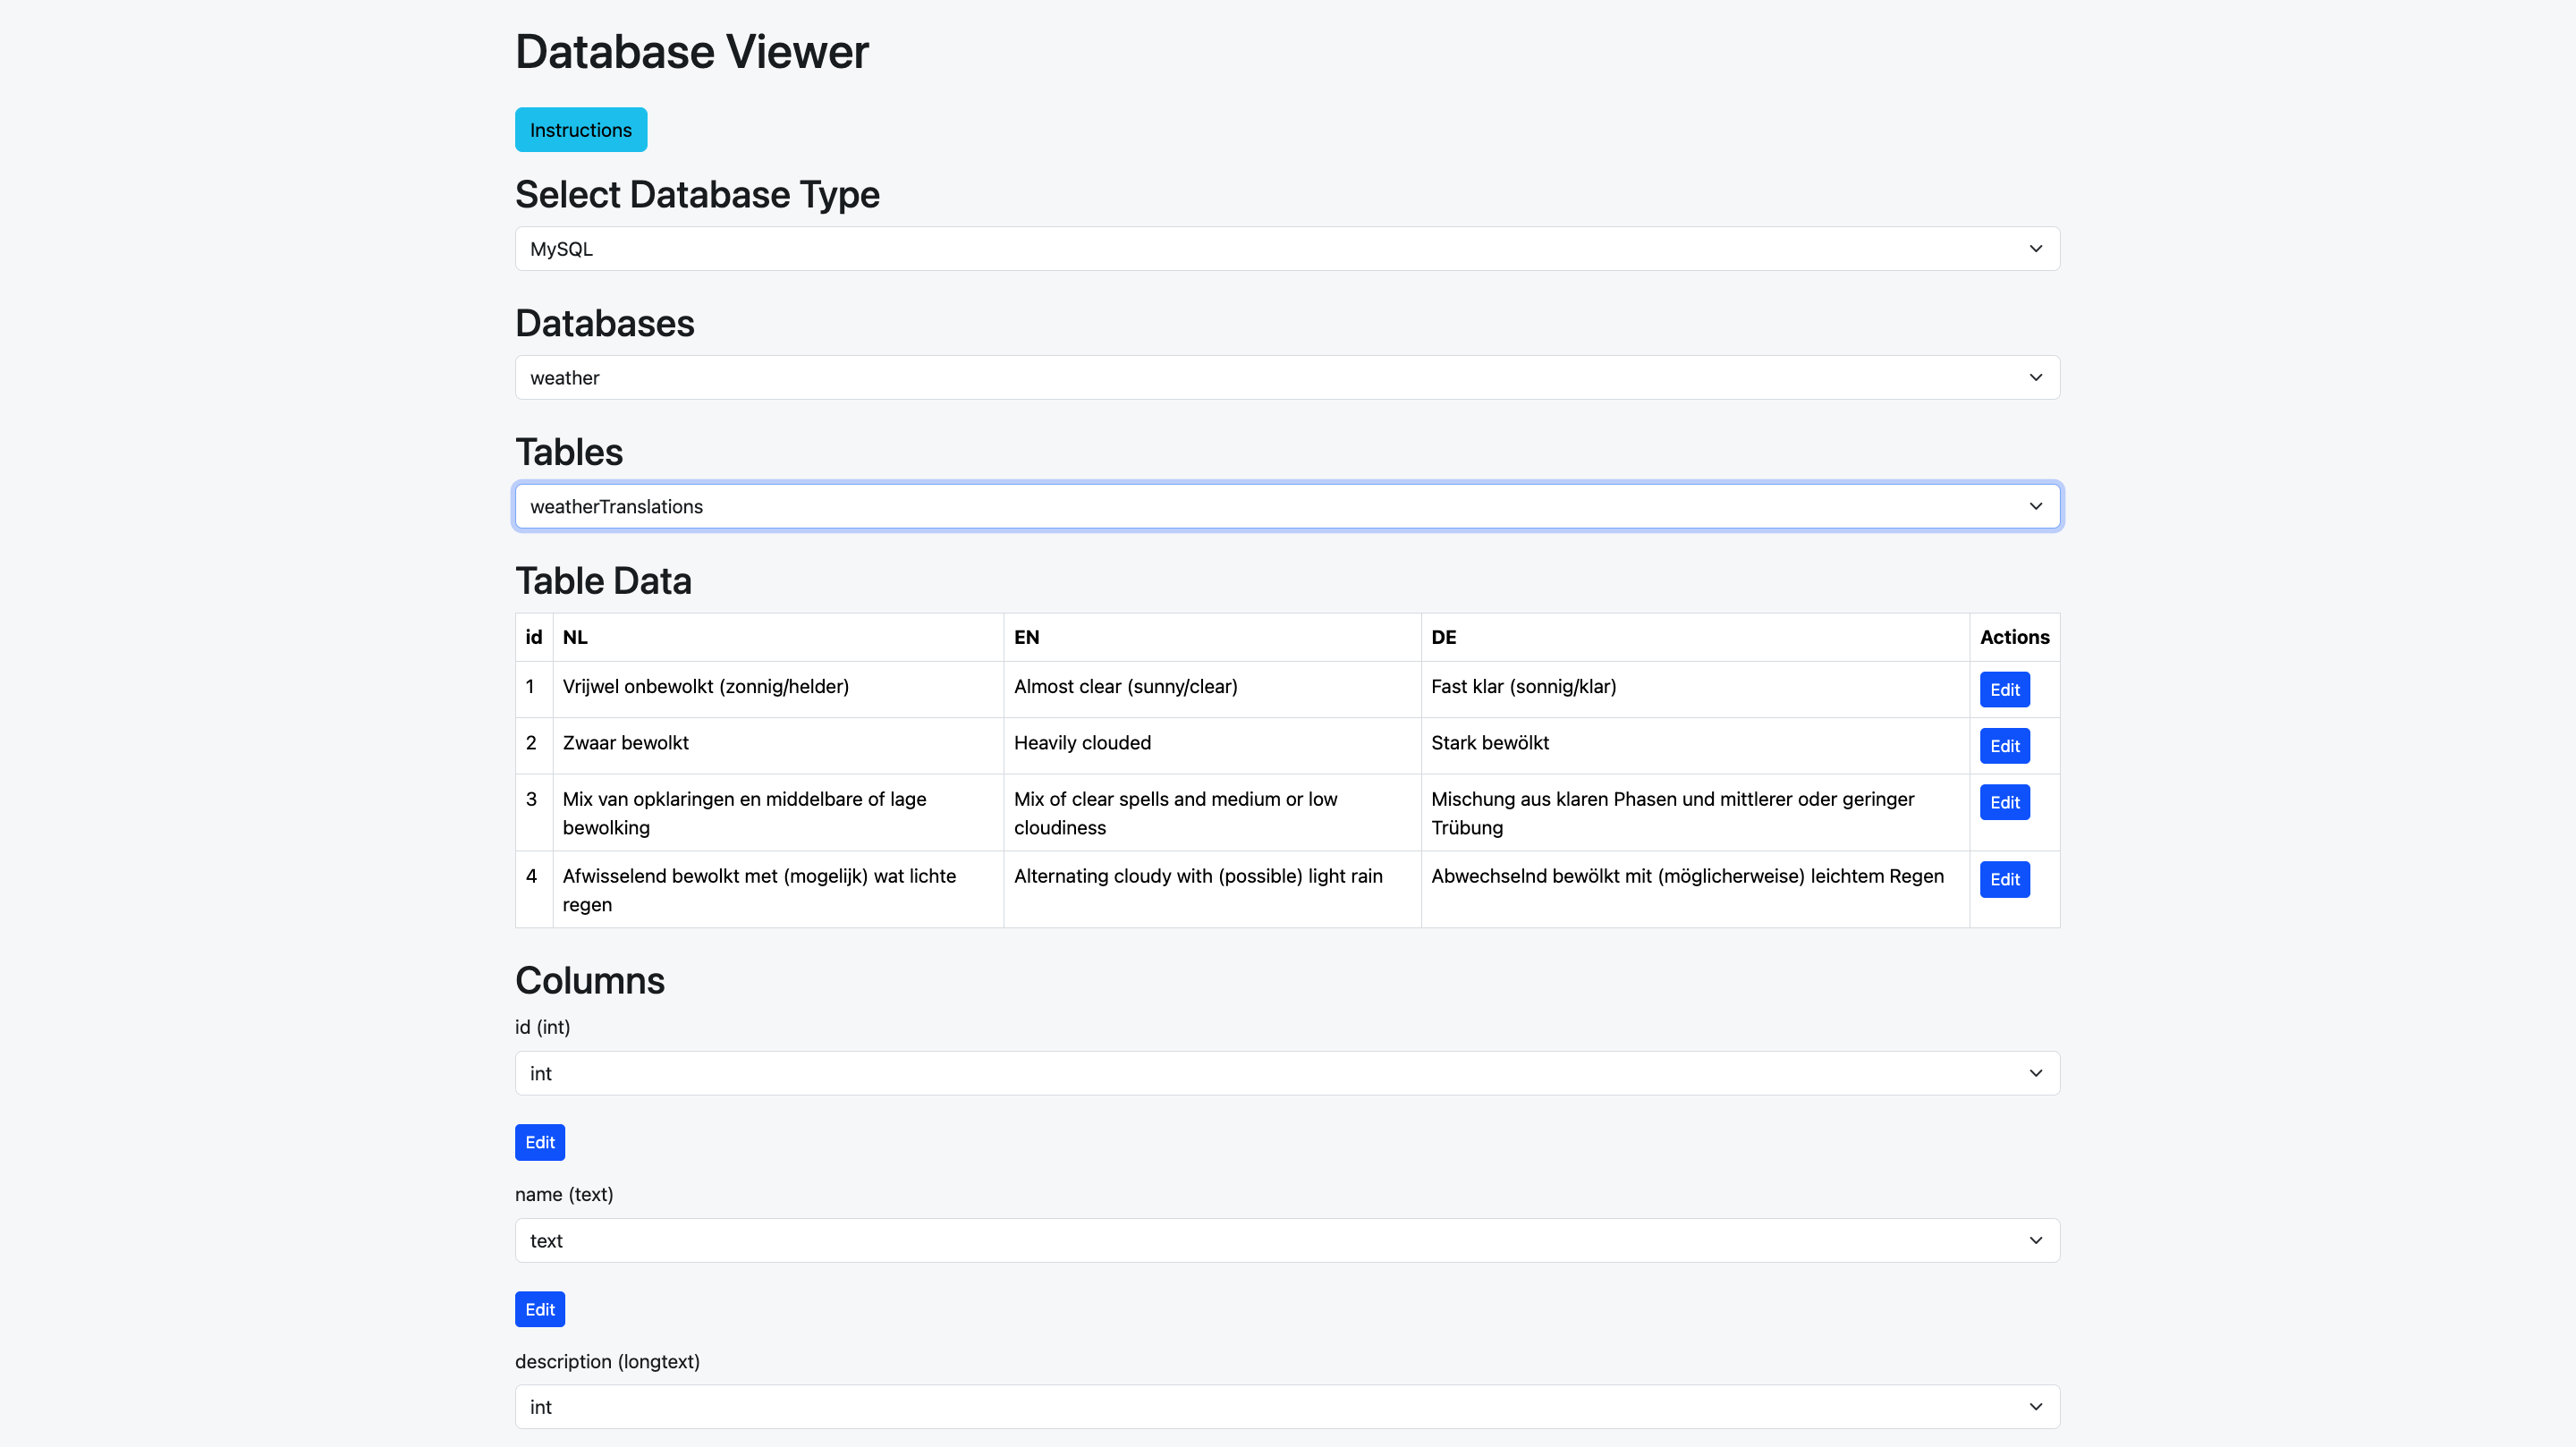 Database Viewer
Instructions
Select Database Type
MySQL
Databases
weather
Tables
weatherTranslations
Table Data
id NL EN DE Actions
1 Vrijwel onbewolkt (zonnig/helder) Almost clear (sunny/clear) Fast klar (sonnig/klar) Edit
2 Zwaar bewolkt Heavily clouded Stark bewölkt Edit
3 Mix van opklaringen en middelbare of lage Mix of clear spells and medium or low Mischung aus klaren Phasen und mittlerer oder geringer Edit
bewolking cloudiness Trübung
4 Afwisselend bewolkt met (mogelijk) wat lichte Alternating cloudy with (possible) light rain Abwechselnd bewölkt mit (möglicherweise) leichtem Regen Edit
regen
Columns
id (int)
int
Edit
name (text)
text
Edit
description (longtext)
int